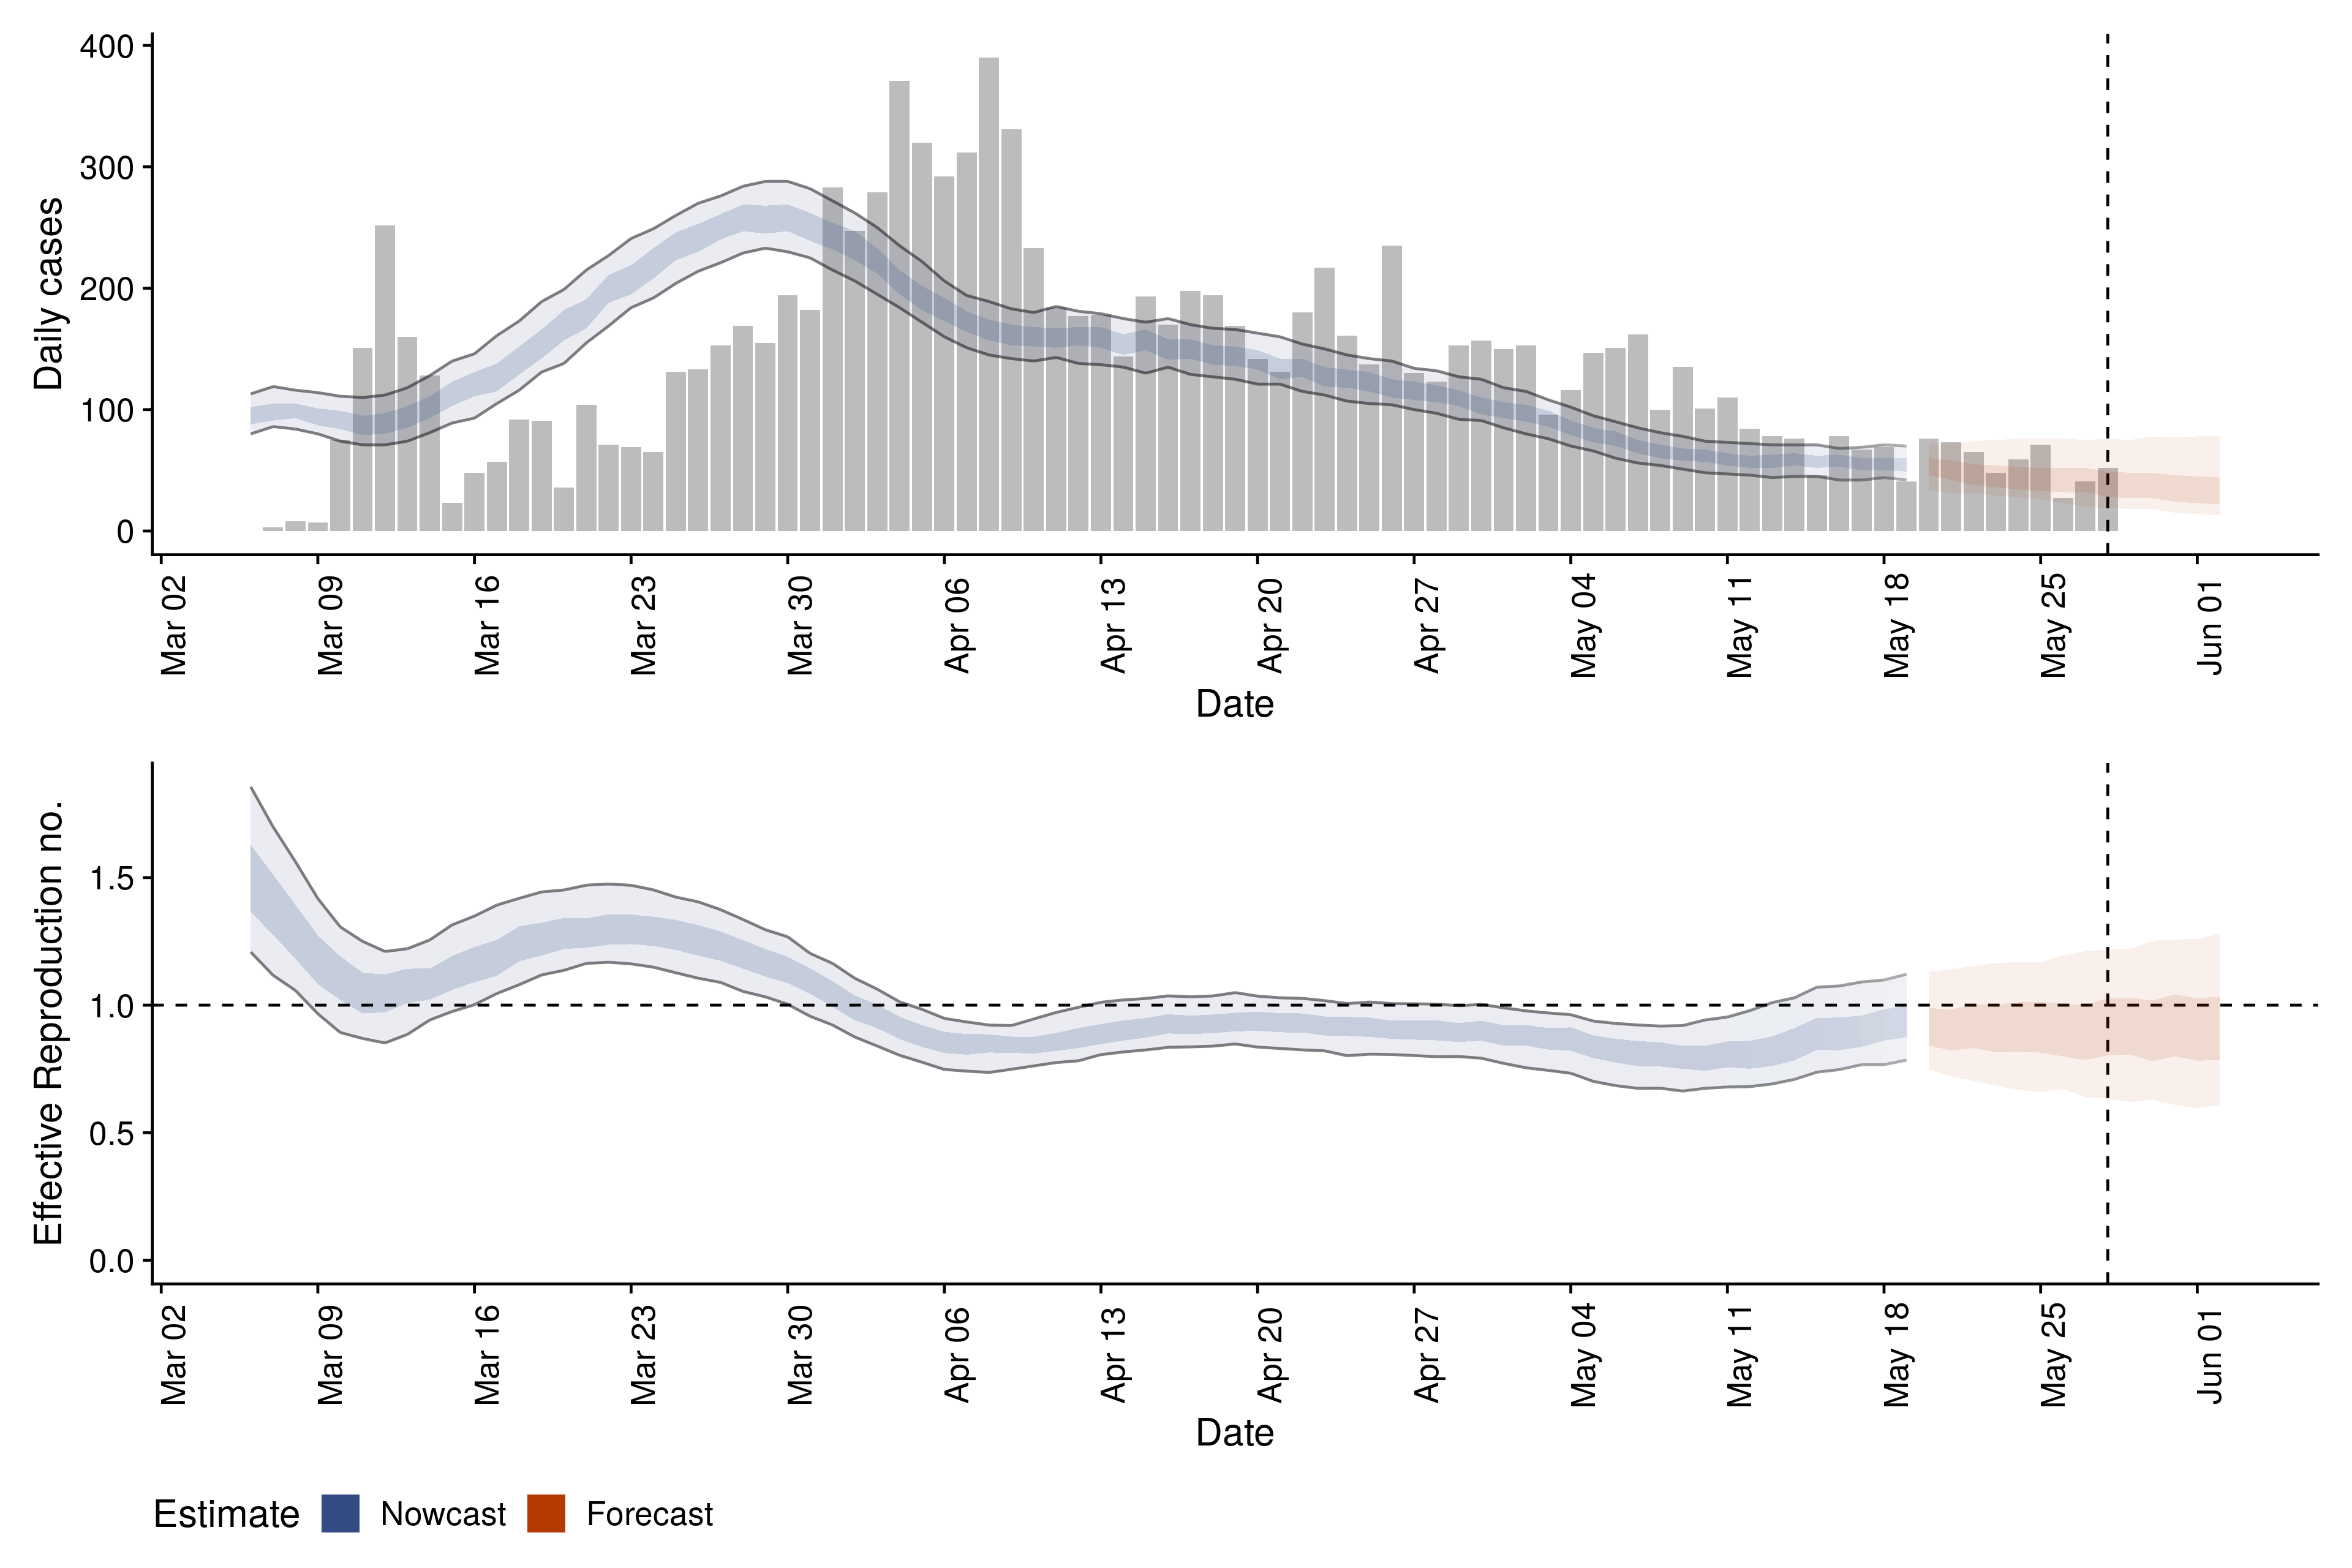 Daily cases
400
300
200
100
0
Mar 02
Mar 09
Mar 16
Mar 23
Mar 30
Apr 06
Apr 13
Apr 20
Apr 27
May 04
May 11
May 18
May 25
Jun 01
Date
Effective Reproduction no.
1.5
1.0
0.5
0.0
Mar 02
Mar 09
Mar 16
Mar 23
Mar 30
Apr 06
Apr 13
Apr 20
Apr 27
May 04
May 11
May 18
May 25
Jun 01
Date
Estimate Nowcast Forecast